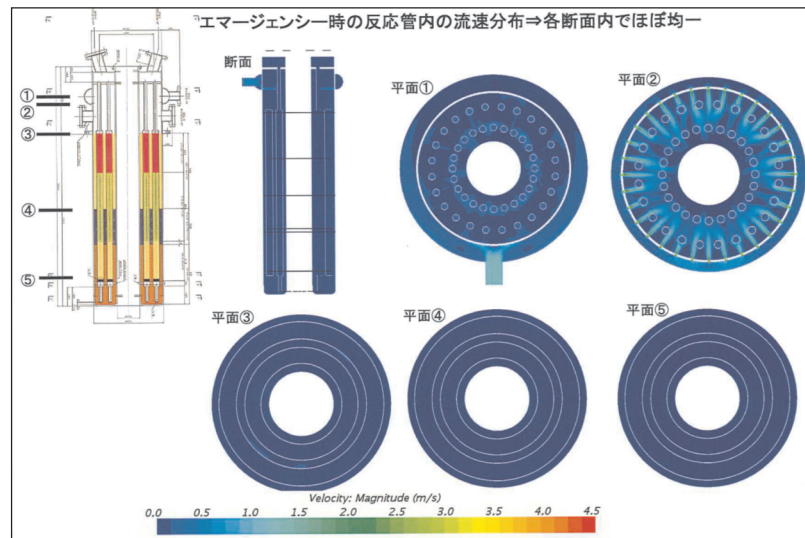 エマージェンシー時の反応管内の流速分布⇒各断面内でほぼ均一
断面
平面①
平面②
①
②
③
④
⑤
平面③
平面④
平面⑤
Velocity: Magnitude (m/s)
0.0 0.5 1.0 1.5 2.0 2.5 3.0 3.5 4.0 4.5